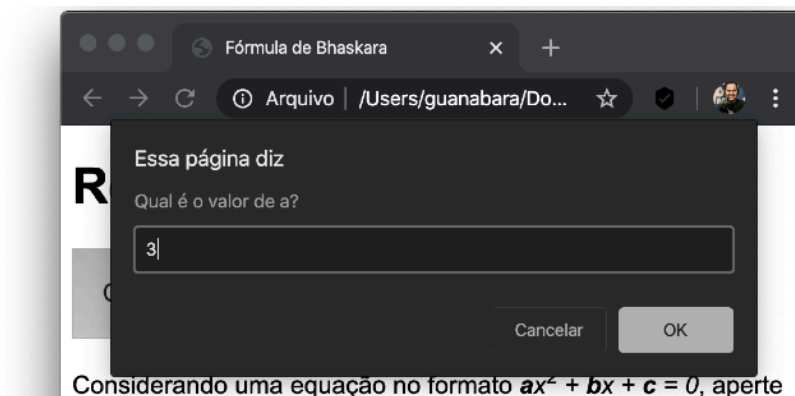 Fórmula de Bhaskara
Arquivo | /Users/guanabara/Do...
Essa página diz
R
Qual é o valor de a?
3
Cancelar OK
Considerando uma equação no formato ax² + bx + c = 0, aperte